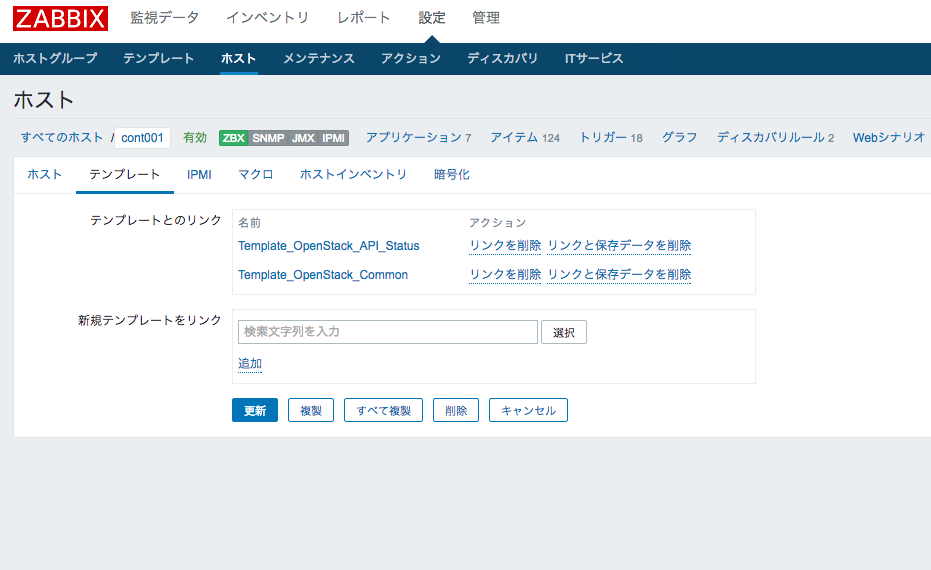 ZABBIX 監視データ インベントリ レポート 設定 管理
ホストグループ テンプレート ホスト メンテナンス アクション ディスカバリ ITサービス
ホスト
すべてのホスト / cont001 有効 ZBX SNMP JMX IPMI アプリケーション 7 アイテム 124 トリガー 18 グラフ ディスカバリルール 2 Webシナリオ
ホスト テンプレート IPMI マクロ ホストインベントリ 暗号化
テンプレートとのリンク 名前 アクション
Template_OpenStack_API_Status リンクを削除 リンクと保存データを削除
Template_OpenStack_Common リンクを削除 リンクと保存データを削除
新規テンプレートをリンク
検索文字列を入力 選択
追加
更新 複製 すべて複製 削除 キャンセル